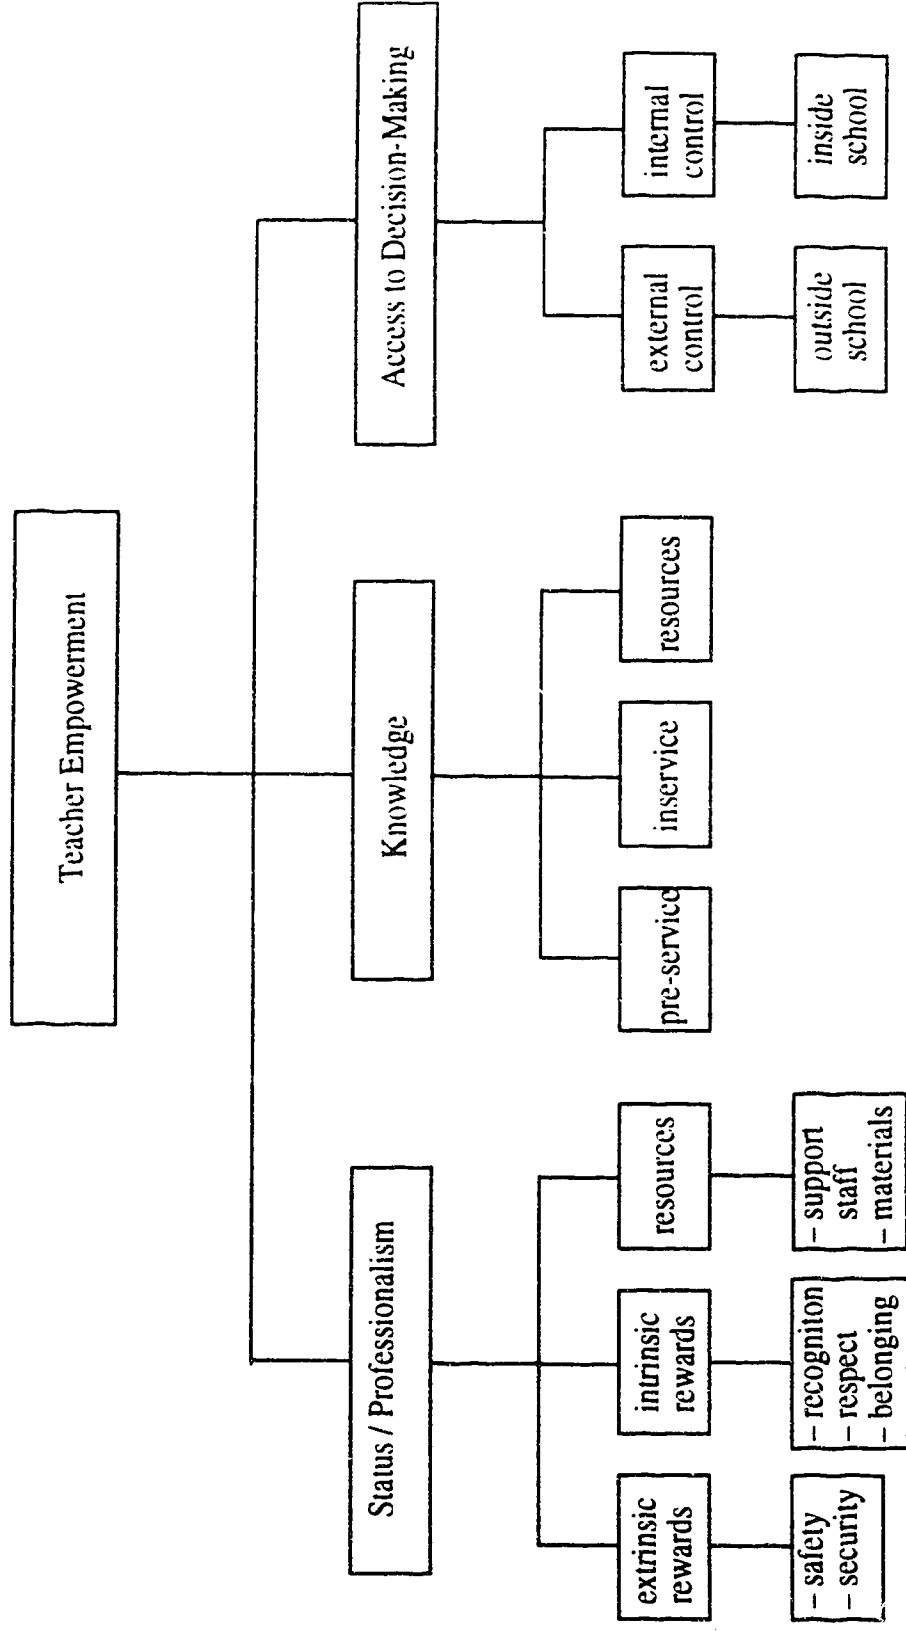 Teacher Empowerment
Status / Professionalism
Knowledge
Access to Decision-Making
extrinsic
rewards
intrinsic
rewards
resources
pre-service
inservice
resources
external
control
internal
control
– safety
– security
– recogniton
– respect
– belonging
– support
staff
– materials
outside
school
inside
school